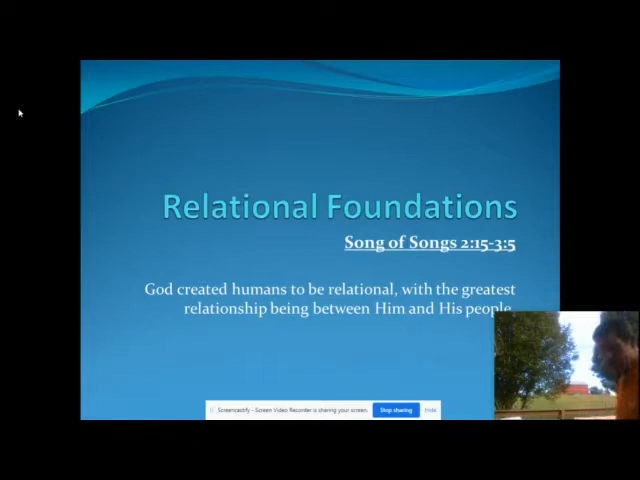 Relational Foundations
Song of Songs 2:15-3:5
God created humans to be relational, with the greatest
relationship being between Him and His people.
Screencastify - Screen Video Recorder is sharing your screen.
Stop sharing
Hide